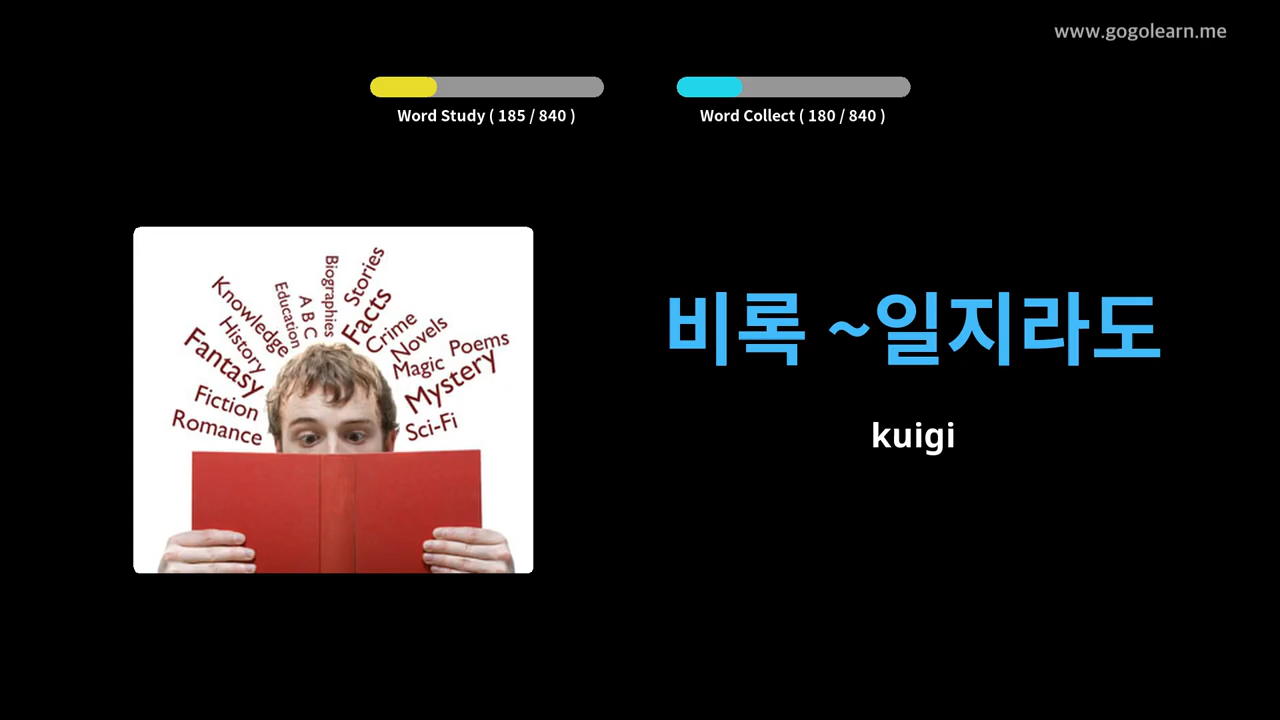 www.gogolearn.me
Word Study ( 185 / 840 )
Word Collect ( 180 / 840 )
Knowledge
Education
A B C
Biographies
Stories
Facts
Crime
Novels
Poems
Magic
Mystery
Sci-Fi
History
Fantasy
Fiction
Romance
비록 ~일지라도
kuigi